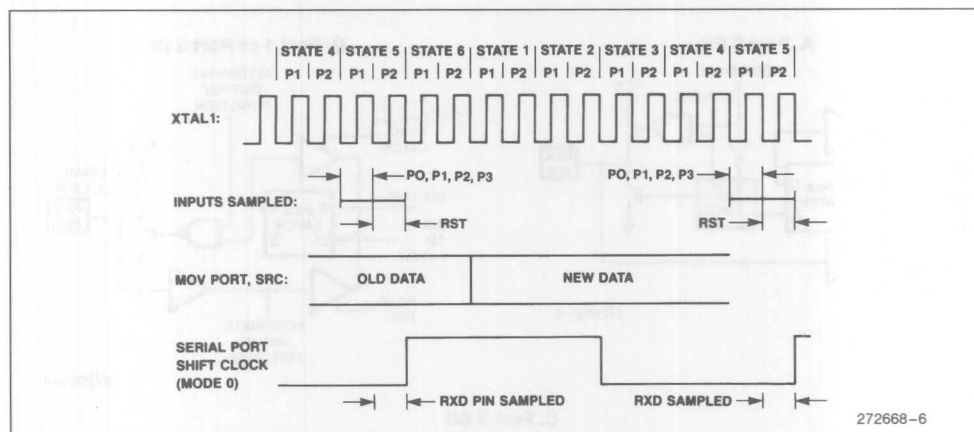 STATE 4 STATE 5 STATE 6 STATE 1 STATE 2 STATE 3 STATE 4 STATE 5
P1 P2 P1 P2 P1 P2 P1 P2 P1 P2 P1 P2 P1 P2 P1 P2
XTAL1:
PO, P1, P2, P3 PO, P1, P2, P3
INPUTS SAMPLED:
RST RST
MOV PORT, SRC: OLD DATA NEW DATA
SERIAL PORT
SHIFT CLOCK
(MODE 0)
RXD PIN SAMPLED RXD SAMPLED
272668-6